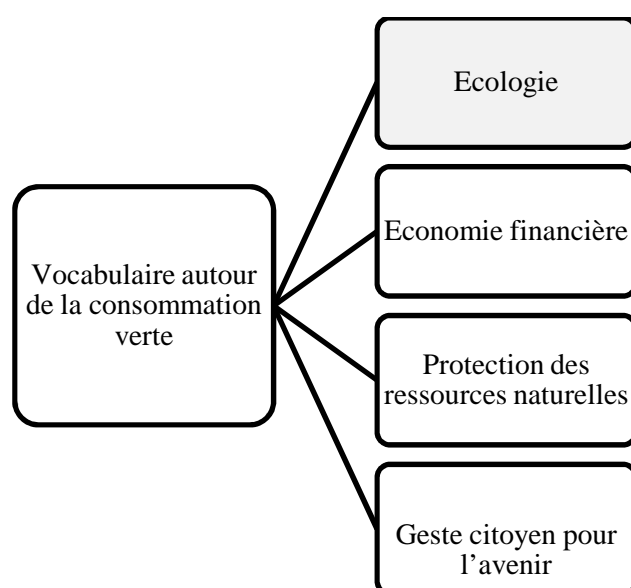 Vocabulaire autour
de la consommation
verte
Ecologie
Economie financière
Protection des
ressources naturelles
Geste citoyen pour
l’avenir